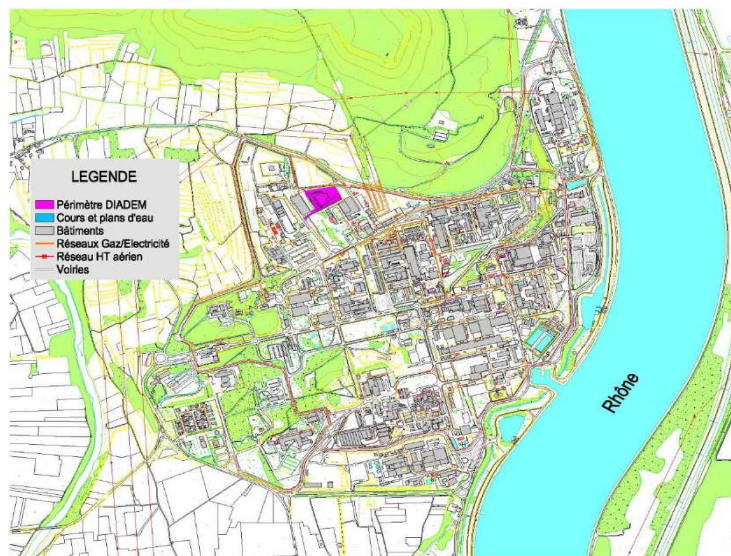 LEGENDE
Périmètre DIADEM
Cours et plans d'eau
Bâtiments
Réseaux Gaz/Electricité
Réseau HT aérien
Voiries
Rhône